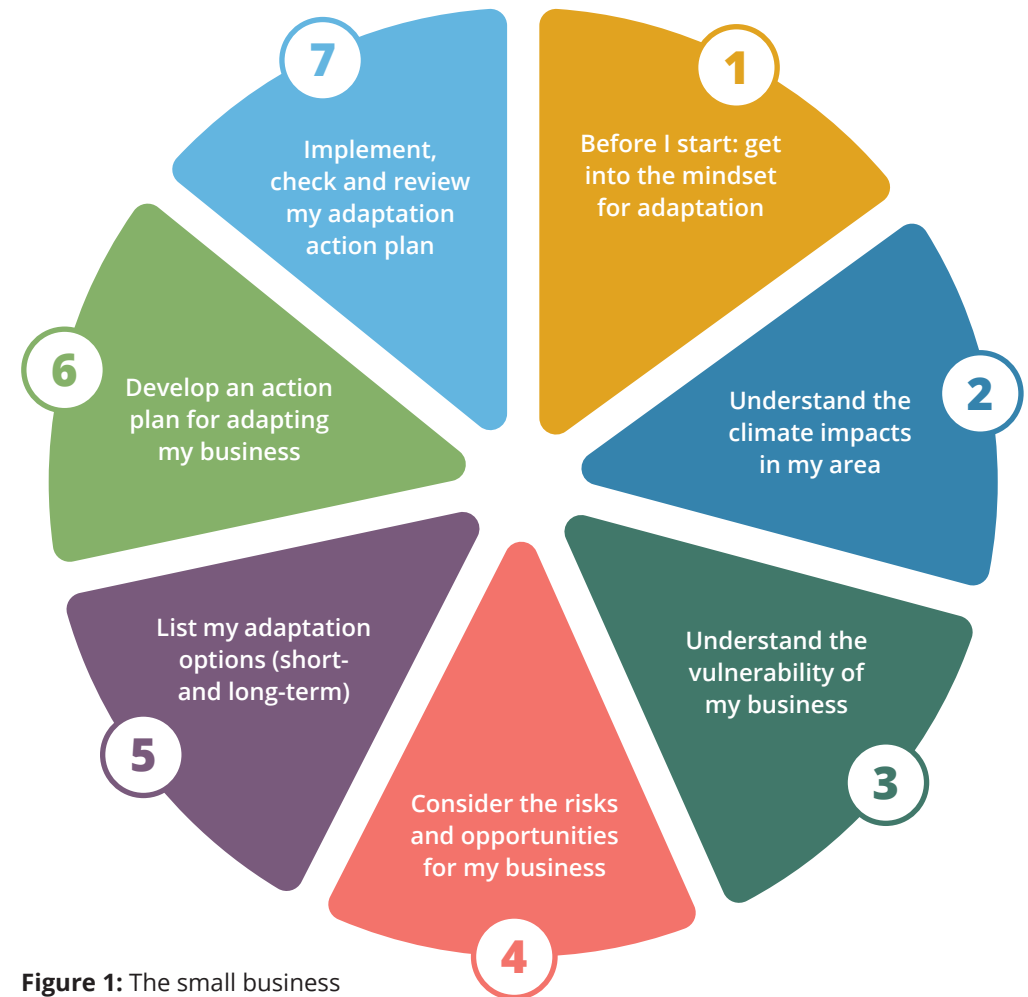 1
Before I start: get
into the mindset
for adaptation
2
Understand the
climate impacts
in my area
3
Understand the
vulnerability of
my business
4
Consider the risks
and opportunities
for my business
5
List my adaptation
options (short-
and long-term)
6
Develop an action
plan for adapting
my business
7
Implement,
check and review
my adaptation
action plan
Figure 1: The small business